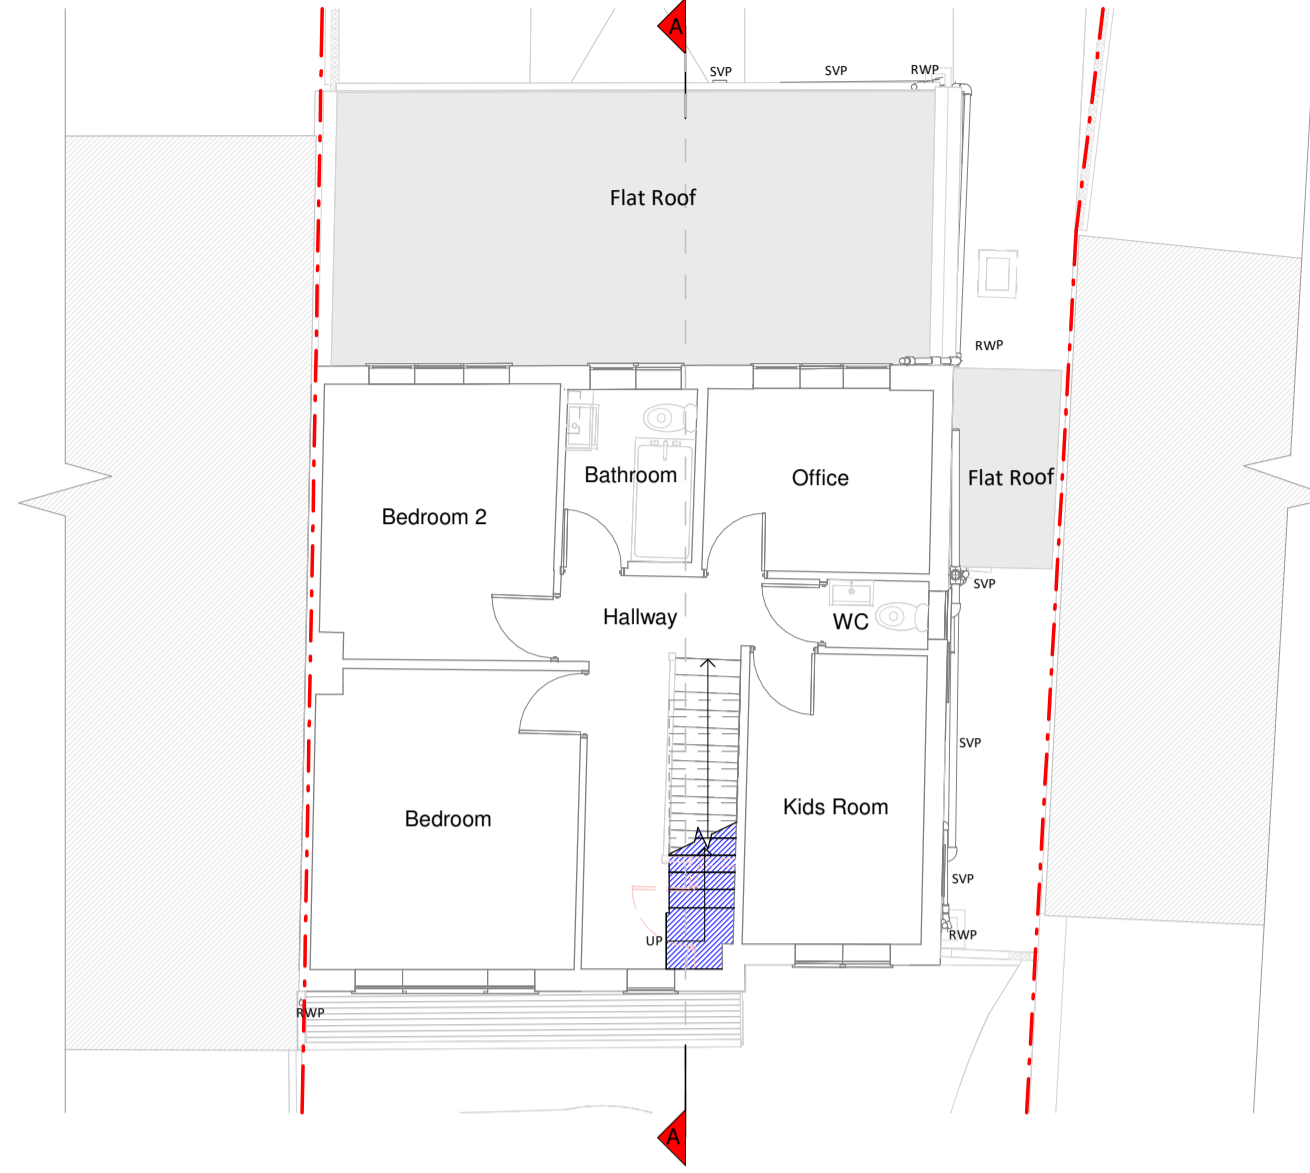 A
SVP
SVP
RWP
Flat Roof
RWP
Bathroom
Office
Flat Roof
Bedroom 2
SVP
Hallway
WC
SVP
Kids Room
Bedroom
SVP
UP
RWP
RWP
A